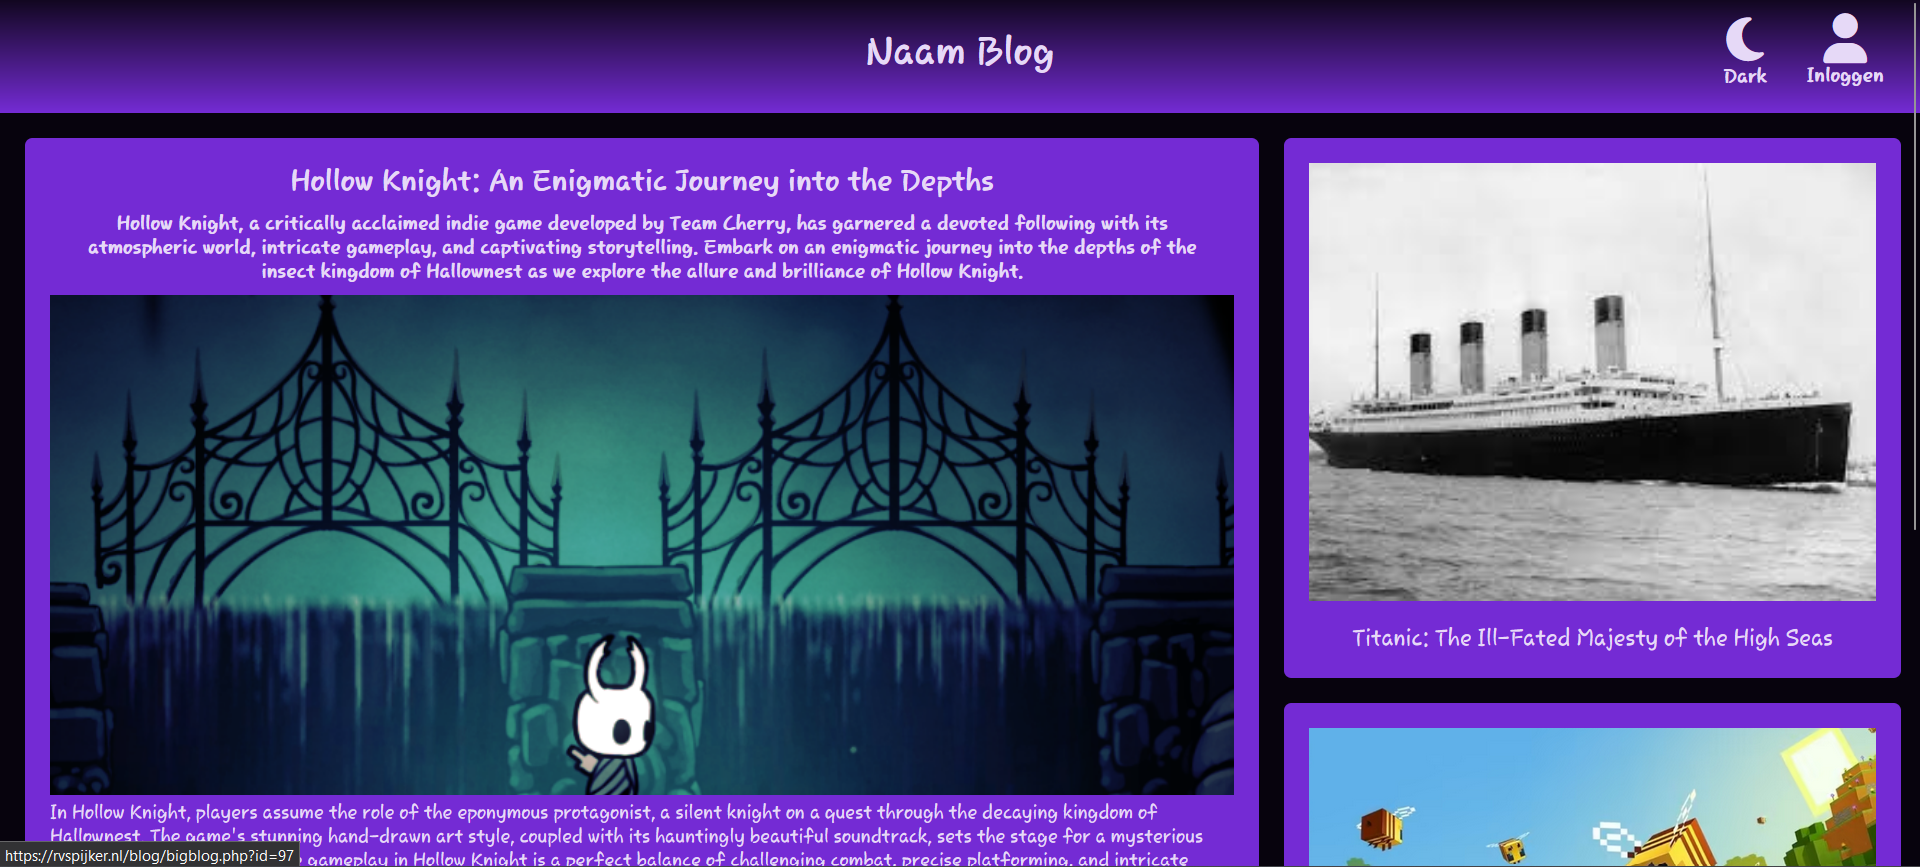 Naam Blog
Dark
Inloggen
Hollow Knight: An Enigmatic Journey into the Depths
Hollow Knight, a critically acclaimed indie game developed by Team Cherry, has garnered a devoted following with its
atmospheric world, intricate gameplay, and captivating storytelling. Embark on an enigmatic journey into the depths of the
insect kingdom of Hallownest as we explore the allure and brilliance of Hollow Knight.
In Hollow Knight, players assume the role of the eponymous protagonist, a silent knight on a quest through the decaying kingdom of
Hallownest. The game's stunning hand-drawn art style, coupled with its hauntingly beautiful soundtrack, sets the stage for a mysterious
gameplay in Hollow Knight is a perfect balance of challenging combat, precise platforming, and intricate
Titanic: The Ill-Fated Majesty of the High Seas
https://rvspijker.nl/blog/bigblog.php?id=97